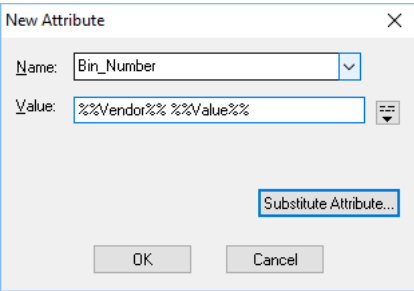 New Attribute
Name: Bin_Number
Value: %%Vendor%% %%Value%%
Substitute Attribute...
OK Cancel